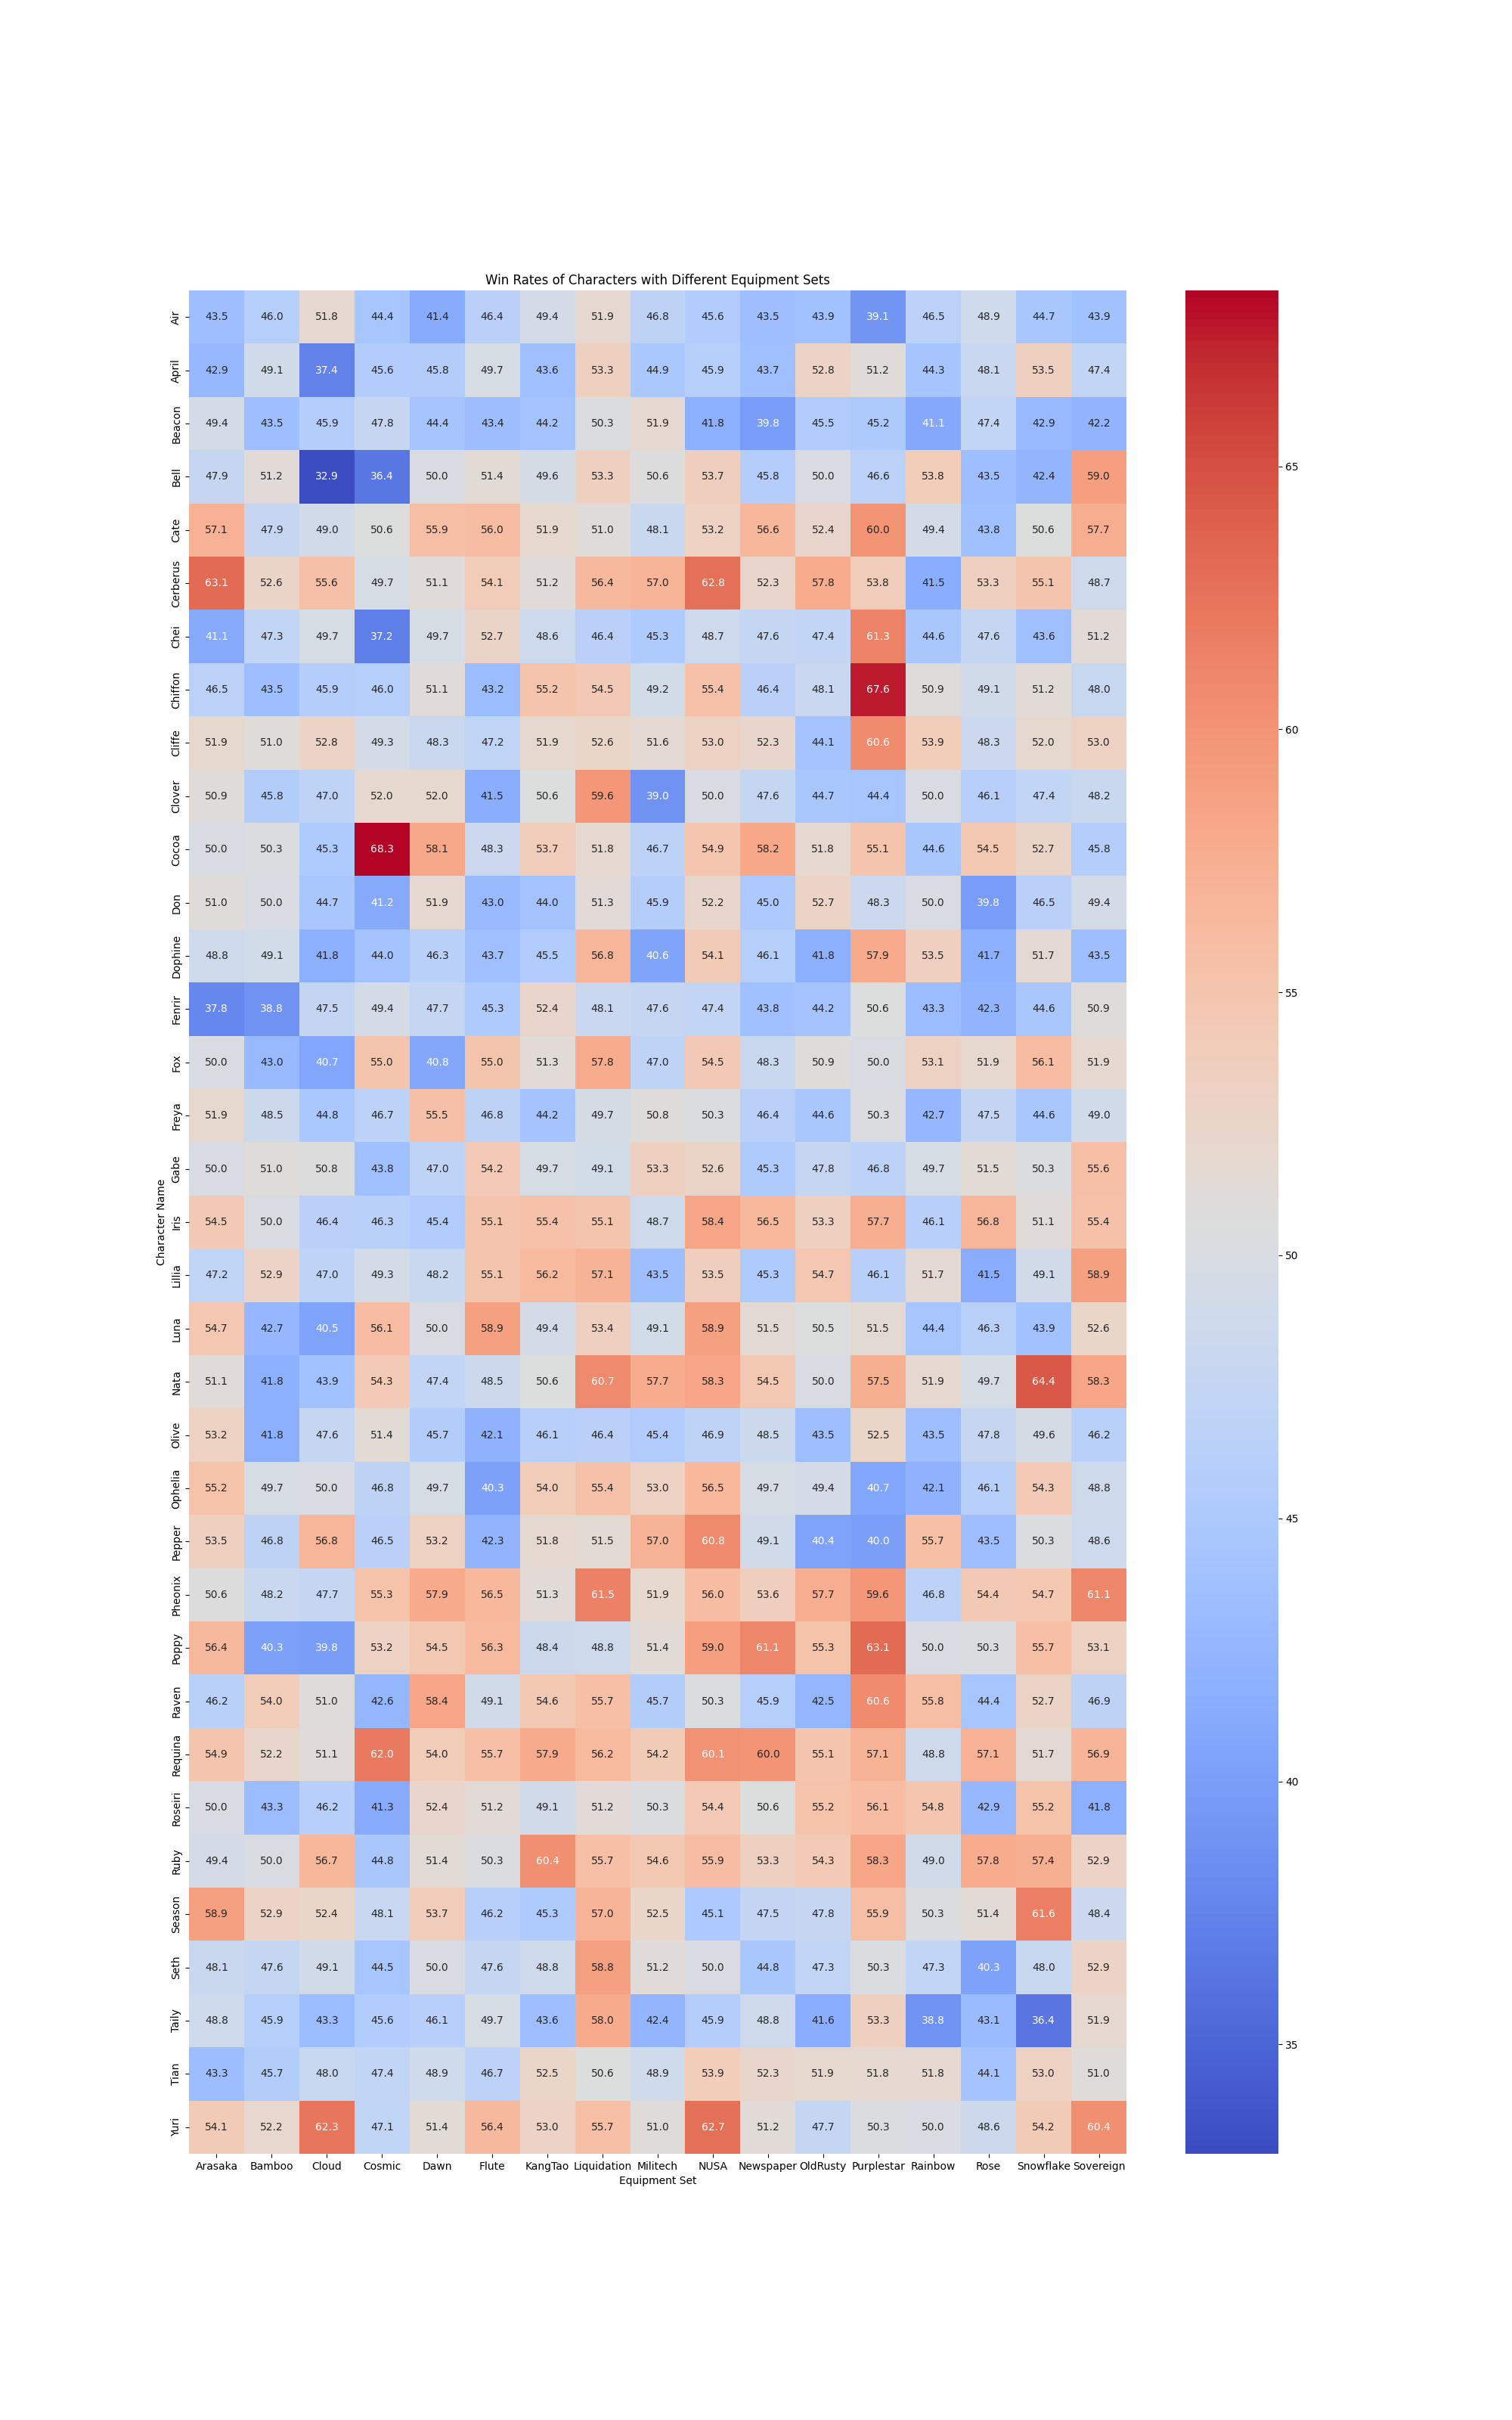 Win Rates of Characters with Different Equipment Sets
Air 43.5 46.0 51.8 44.4 41.4 46.4 49.4 51.9 46.8 45.6 43.5 43.9 39.1 46.5 48.9 44.7 43.9
April 42.9 49.1 37.4 45.6 45.8 49.7 43.6 53.3 44.9 45.9 43.7 52.8 51.2 44.3 48.1 53.5 47.4
Beacon 49.4 43.5 45.9 47.8 44.4 43.4 44.2 50.3 51.9 41.8 39.8 45.5 45.2 41.1 47.4 42.9 42.2
Bell 47.9 51.2 32.9 36.4 50.0 51.4 49.6 53.3 50.6 53.7 45.8 50.0 46.6 53.8 43.5 42.4 59.0
Cate 57.1 47.9 49.0 50.6 55.9 56.0 51.9 51.0 48.1 53.2 56.6 52.4 60.0 49.4 43.8 50.6 57.7
Cerberus 63.1 52.6 55.6 49.7 51.1 54.1 51.2 56.4 57.0 62.8 52.3 57.8 53.8 41.5 53.3 55.1 48.7
Chei 41.1 47.3 49.7 37.2 49.7 52.7 48.6 46.4 45.3 48.7 47.6 47.4 61.3 44.6 47.6 43.6 51.2
Chiffon 46.5 43.5 45.9 46.0 51.1 43.2 55.2 54.5 49.2 55.4 46.4 48.1 67.6 50.9 49.1 51.2 48.0
Cliffe 51.9 51.0 52.8 49.3 48.3 47.2 51.9 52.6 51.6 53.0 52.3 44.1 60.6 53.9 48.3 52.0 53.0
Clover 50.9 45.8 47.0 52.0 52.0 41.5 50.6 59.6 39.0 50.0 47.6 44.7 44.4 50.0 46.1 47.4 48.2
Cocoa 50.0 50.3 45.3 68.3 58.1 48.3 53.7 51.8 46.7 54.9 58.2 51.8 55.1 44.6 54.5 52.7 45.8
Don 51.0 50.0 44.7 41.2 51.9 43.0 44.0 51.3 45.9 52.2 45.0 52.7 48.3 50.0 39.8 46.5 49.4
Dophine 48.8 49.1 41.8 44.0 46.3 43.7 45.5 56.8 40.6 54.1 46.1 41.8 57.9 53.5 41.7 51.7 43.5
Fenrir 37.8 38.8 47.5 49.4 47.7 45.3 52.4 48.1 47.6 47.4 43.8 44.2 50.6 43.3 42.3 44.6 50.9
Fox 50.0 43.0 40.7 55.0 40.8 55.0 51.3 57.8 47.0 54.5 48.3 50.9 50.0 53.1 51.9 56.1 51.9
Freya 51.9 48.5 44.8 46.7 55.5 46.8 44.2 49.7 50.8 50.3 46.4 44.6 50.3 42.7 47.5 44.6 49.0
Gabe 50.0 51.0 50.8 43.8 47.0 54.2 49.7 49.1 53.3 52.6 45.3 47.8 46.8 49.7 51.5 50.3 55.6
Iris 54.5 50.0 46.4 46.3 45.4 55.1 55.4 55.1 48.7 58.4 56.5 53.3 57.7 46.1 56.8 51.1 55.4
Lillia 47.2 52.9 47.0 49.3 48.2 55.1 56.2 57.1 43.5 53.5 45.3 54.7 46.1 51.7 41.5 49.1 58.9
Luna 54.7 42.7 40.5 56.1 50.0 58.9 49.4 53.4 49.1 58.9 51.5 50.5 51.5 44.4 46.3 43.9 52.6
Nata 51.1 41.8 43.9 54.3 47.4 48.5 50.6 60.7 57.7 58.3 54.5 50.0 57.5 51.9 49.7 64.4 58.3
Olive 53.2 41.8 47.6 51.4 45.7 42.1 46.1 46.4 45.4 46.9 48.5 43.5 52.5 43.5 47.8 49.6 46.2
Ophelia 55.2 49.7 50.0 46.8 49.7 40.3 54.0 55.4 53.0 56.5 49.7 49.4 40.7 42.1 46.1 54.3 48.8
Pepper 53.5 46.8 56.8 46.5 53.2 42.3 51.8 51.5 57.0 60.8 49.1 40.4 40.0 55.7 43.5 50.3 48.6
Pheonix 50.6 48.2 47.7 55.3 57.9 56.5 51.3 61.5 51.9 56.0 53.6 57.7 59.6 46.8 54.4 54.7 61.1
Poppy 56.4 40.3 39.8 53.2 54.5 56.3 48.4 48.8 51.4 59.0 61.1 55.3 63.1 50.0 50.3 55.7 53.1
Raven 46.2 54.0 51.0 42.6 58.4 49.1 54.6 55.7 45.7 50.3 45.9 42.5 60.6 55.8 44.4 52.7 46.9
Requina 54.9 52.2 51.1 62.0 54.0 55.7 57.9 56.2 54.2 60.1 60.0 55.1 57.1 48.8 57.1 51.7 56.9
Roseiri 50.0 43.3 46.2 41.3 52.4 51.2 49.1 51.2 50.3 54.4 50.6 55.2 56.1 54.8 42.9 55.2 41.8
Ruby 49.4 50.0 56.7 44.8 51.4 50.3 60.4 55.7 54.6 55.9 53.3 54.3 58.3 49.0 57.8 57.4 52.9
Season 58.9 52.9 52.4 48.1 53.7 46.2 45.3 57.0 52.5 45.1 47.5 47.8 55.9 50.3 51.4 61.6 48.4
Seth 48.1 47.6 49.1 44.5 50.0 47.6 48.8 58.8 51.2 50.0 44.8 47.3 50.3 47.3 40.3 48.0 52.9
Taily 48.8 45.9 43.3 45.6 46.1 49.7 43.6 58.0 42.4 45.9 48.8 41.6 53.3 38.8 43.1 36.4 51.9
Tian 43.3 45.7 48.0 47.4 48.9 46.7 52.5 50.6 48.9 53.9 52.3 51.9 51.8 51.8 44.1 53.0 51.0
Yuri 54.1 52.2 62.3 47.1 51.4 56.4 53.0 55.7 51.0 62.7 51.2 47.7 50.3 50.0 48.6 54.2 60.4
Arasaka Bamboo Cloud Cosmic Dawn Flute KangTao Liquidation Militech NUSA Newspaper OldRusty Purplestar Rainbow Rose Snowflake Sovereign
Equipment Set
Character Name
65
60
55
50
45
40
35